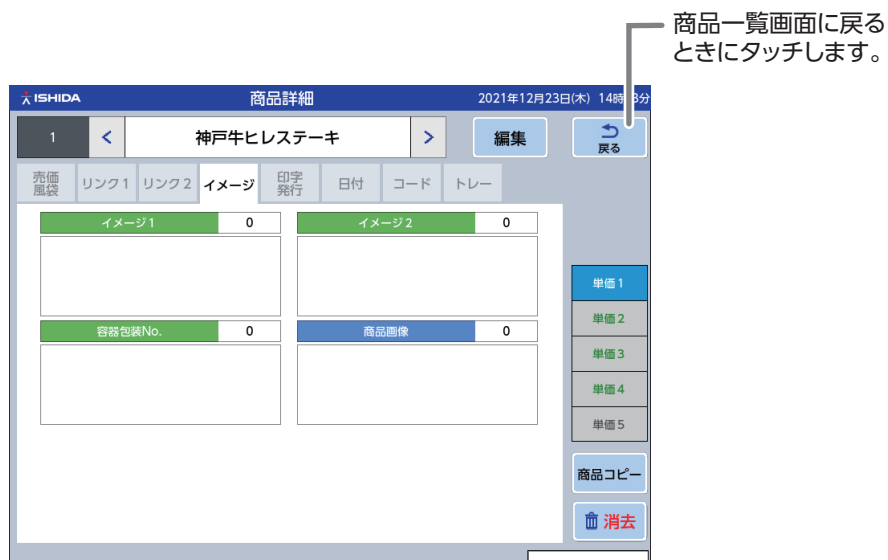 商品一覧画面に戻る
ときにタッチします。
ISHIDA 商品詳細 2021年12月23日(木) 14時 3分
1 < 神戸牛ヒレステーキ > 編集 戻る
売価風袋 リンク1 リンク2 イメージ 印字発行 日付 コード トレー
イメージ1 0 イメージ2 0
単価1
単価2
容器包装No. 0 商品画像 0
単価3
単価4
単価5
商品コピー
消去